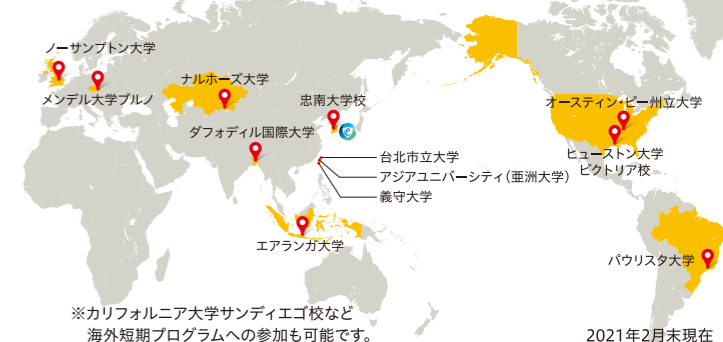 ノーサンプトン大学
メンデル大学ブルノ
ナルホーズ大学
忠南大学校
ダフォディル国際大学
台北市立大学
アジアユニバーシティ（亜洲大学）
義守大学
エアランガ大学
オースティン・ピー州立大学
ヒューストン大学
ビクトリア校
パウリスタ大学
※カリフォルニア大学サンディエゴ校など
海外短期プログラムへの参加も可能です。
2021年2月末現在